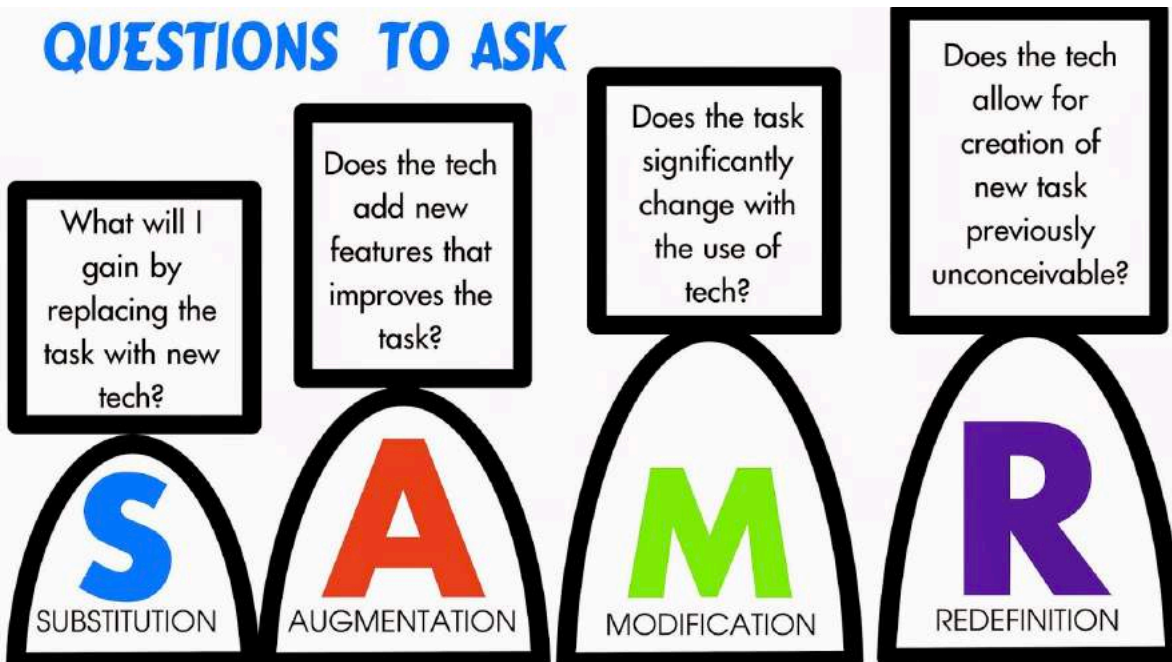 QUESTIONS TO ASK
What will I
gain by
replacing the
task with new
tech?
S
SUBSTITUTION
Does the tech
add new
features that
improves the
task?
A
AUGMENTATION
Does the task
significantly
change with
the use of
tech?
M
MODIFICATION
Does the tech
allow for
creation of
new task
previously
unconceivable?
R
REDEFINITION